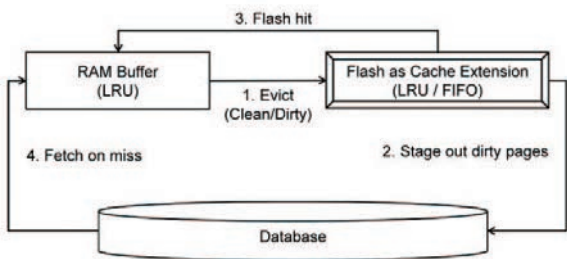 3. Flash hit
RAM Buffer
(LRU)
Flash as Cache Extension
(LRU / FIFO)
1. Evict
(Clean/Dirty)
4. Fetch on miss
2. Stage out dirty pages
Database